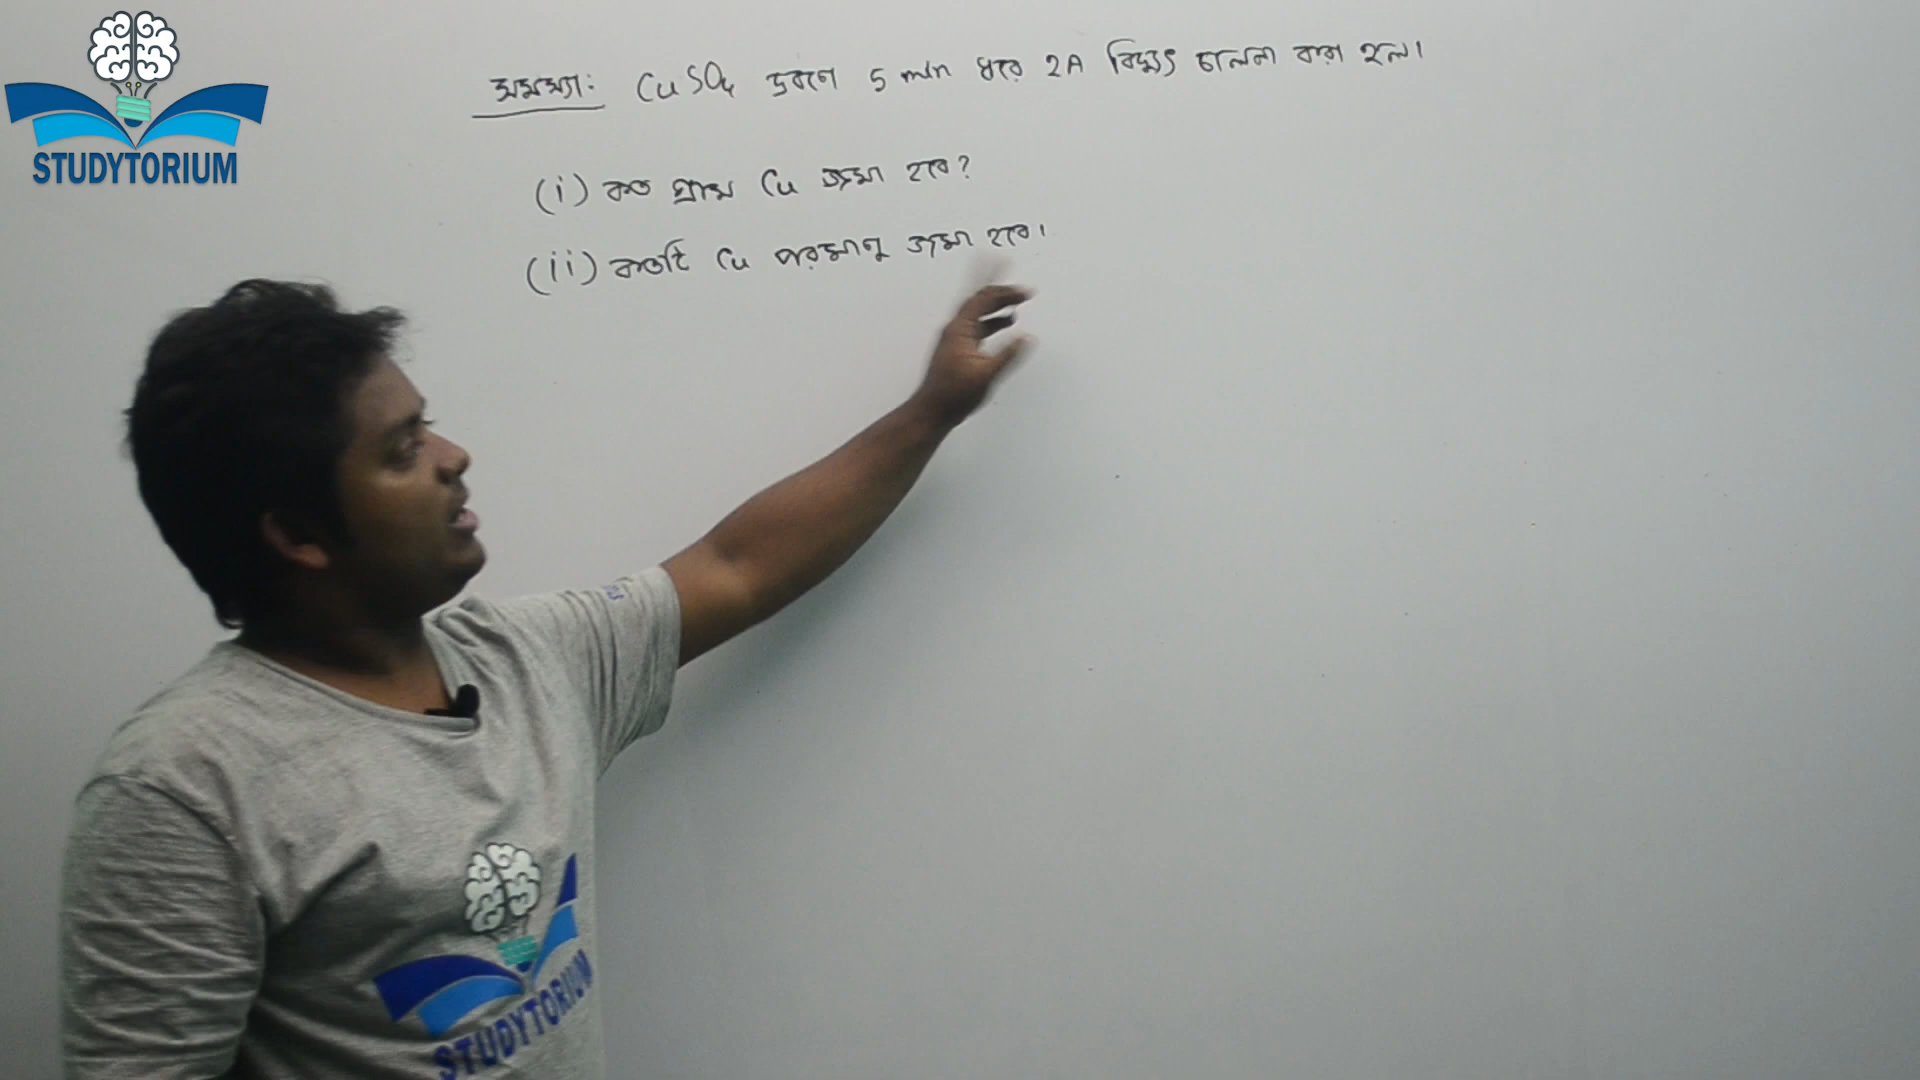 STUDYTORIUM
সমস্যা: CuSO4 দ্রবণে 5 min ধরে 2A বিদ্যুৎ চালনা করা হল।
(i) কত গ্রাম Cu জমা হবে?
(ii) কতটি Cu পরমানু জমা হবে।
STUDYTORIUM